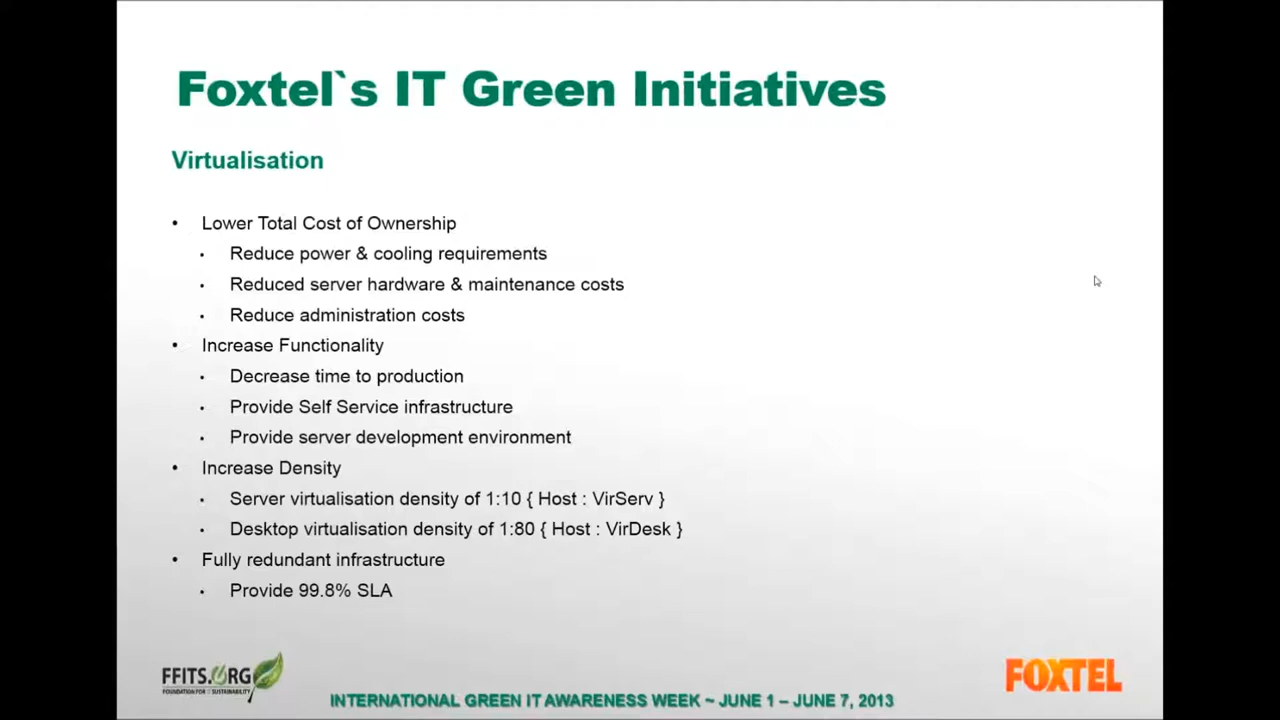 Foxtel`s IT Green Initiatives
Virtualisation
• Lower Total Cost of Ownership
• Reduce power & cooling requirements
• Reduced server hardware & maintenance costs
• Reduce administration costs
• Increase Functionality
• Decrease time to production
• Provide Self Service infrastructure
• Provide server development environment
• Increase Density
• Server virtualisation density of 1:10 { Host : VirServ }
• Desktop virtualisation density of 1:80 { Host : VirDesk }
• Fully redundant infrastructure
• Provide 99.8% SLA
FFITS.ORG
FOUNDATION FOR IT SUSTAINABILITY
FOXTEL
INTERNATIONAL GREEN IT AWARENESS WEEK ~ JUNE 1 – JUNE 7, 2013